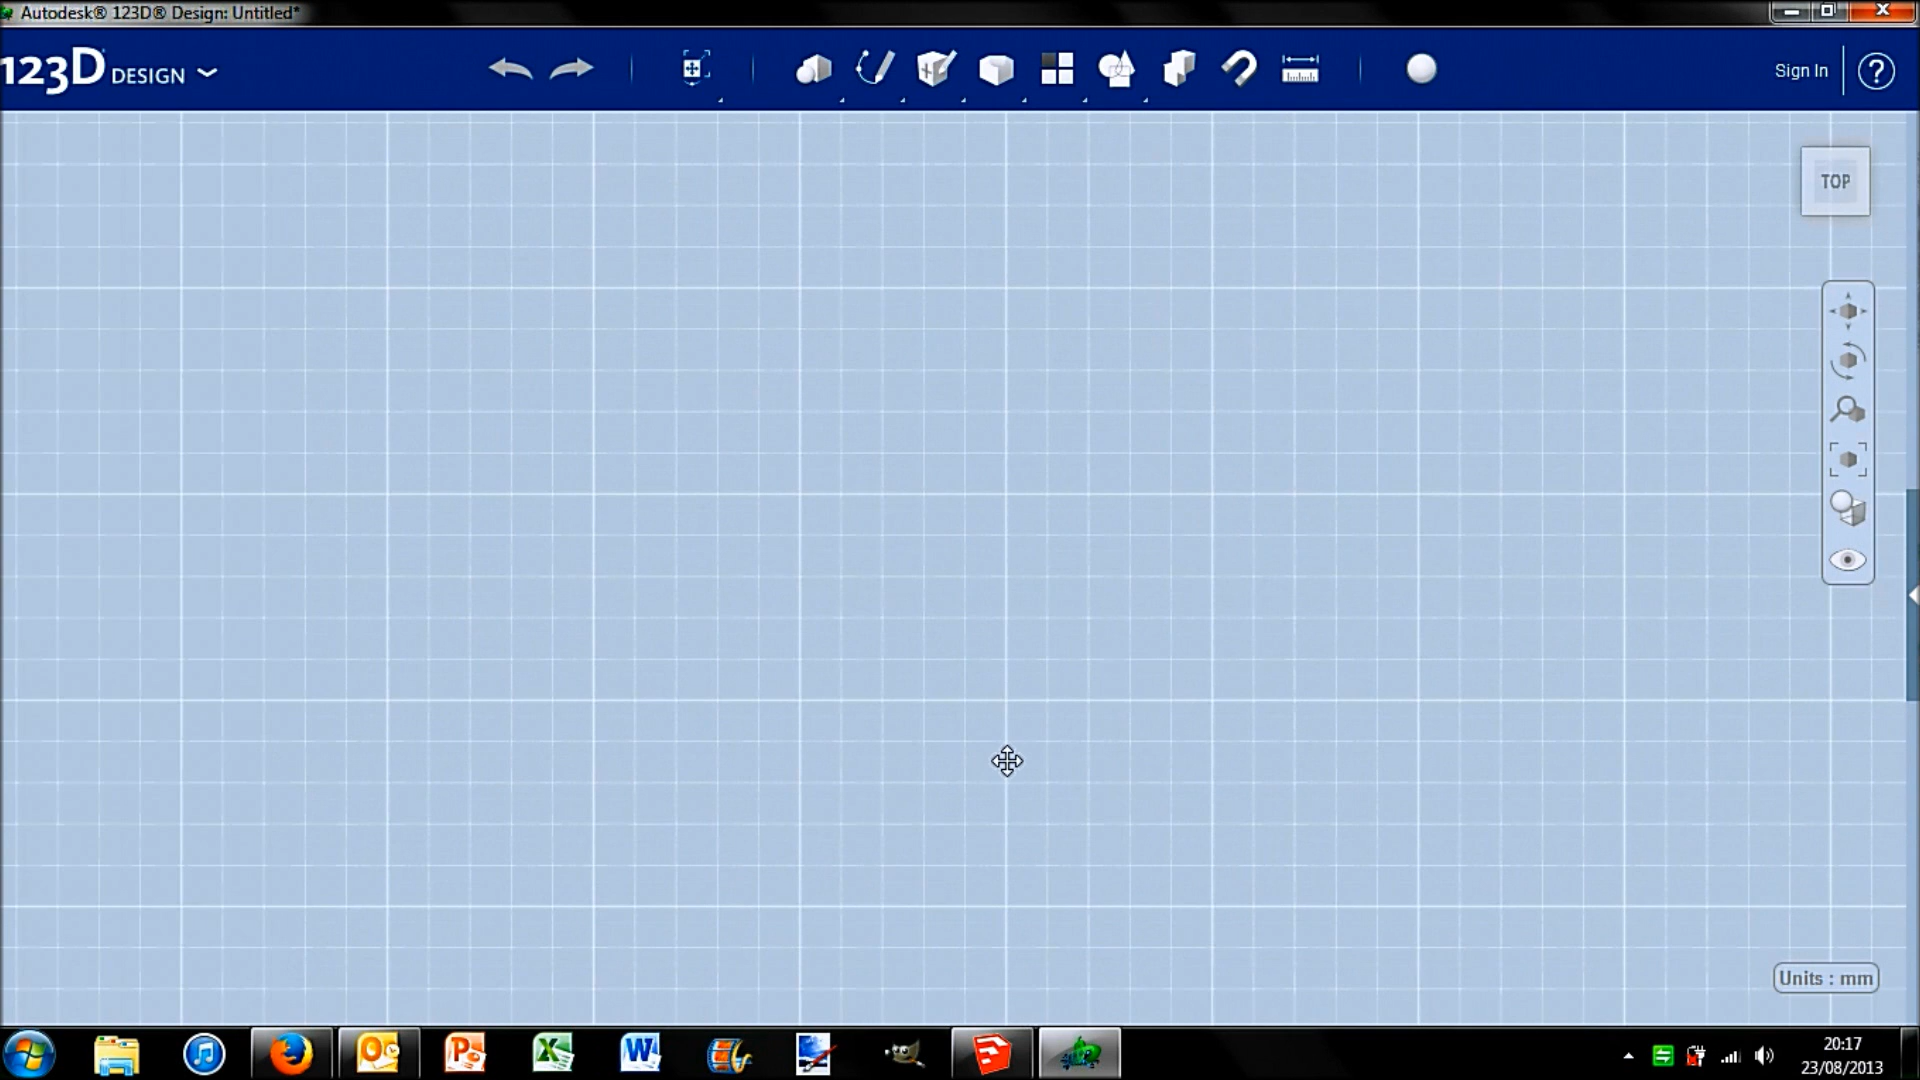 Autodesk® 123D® Design: Untitled*
123D DESIGN
Sign In
?
TOP
Units : mm
20:17
23/08/2013